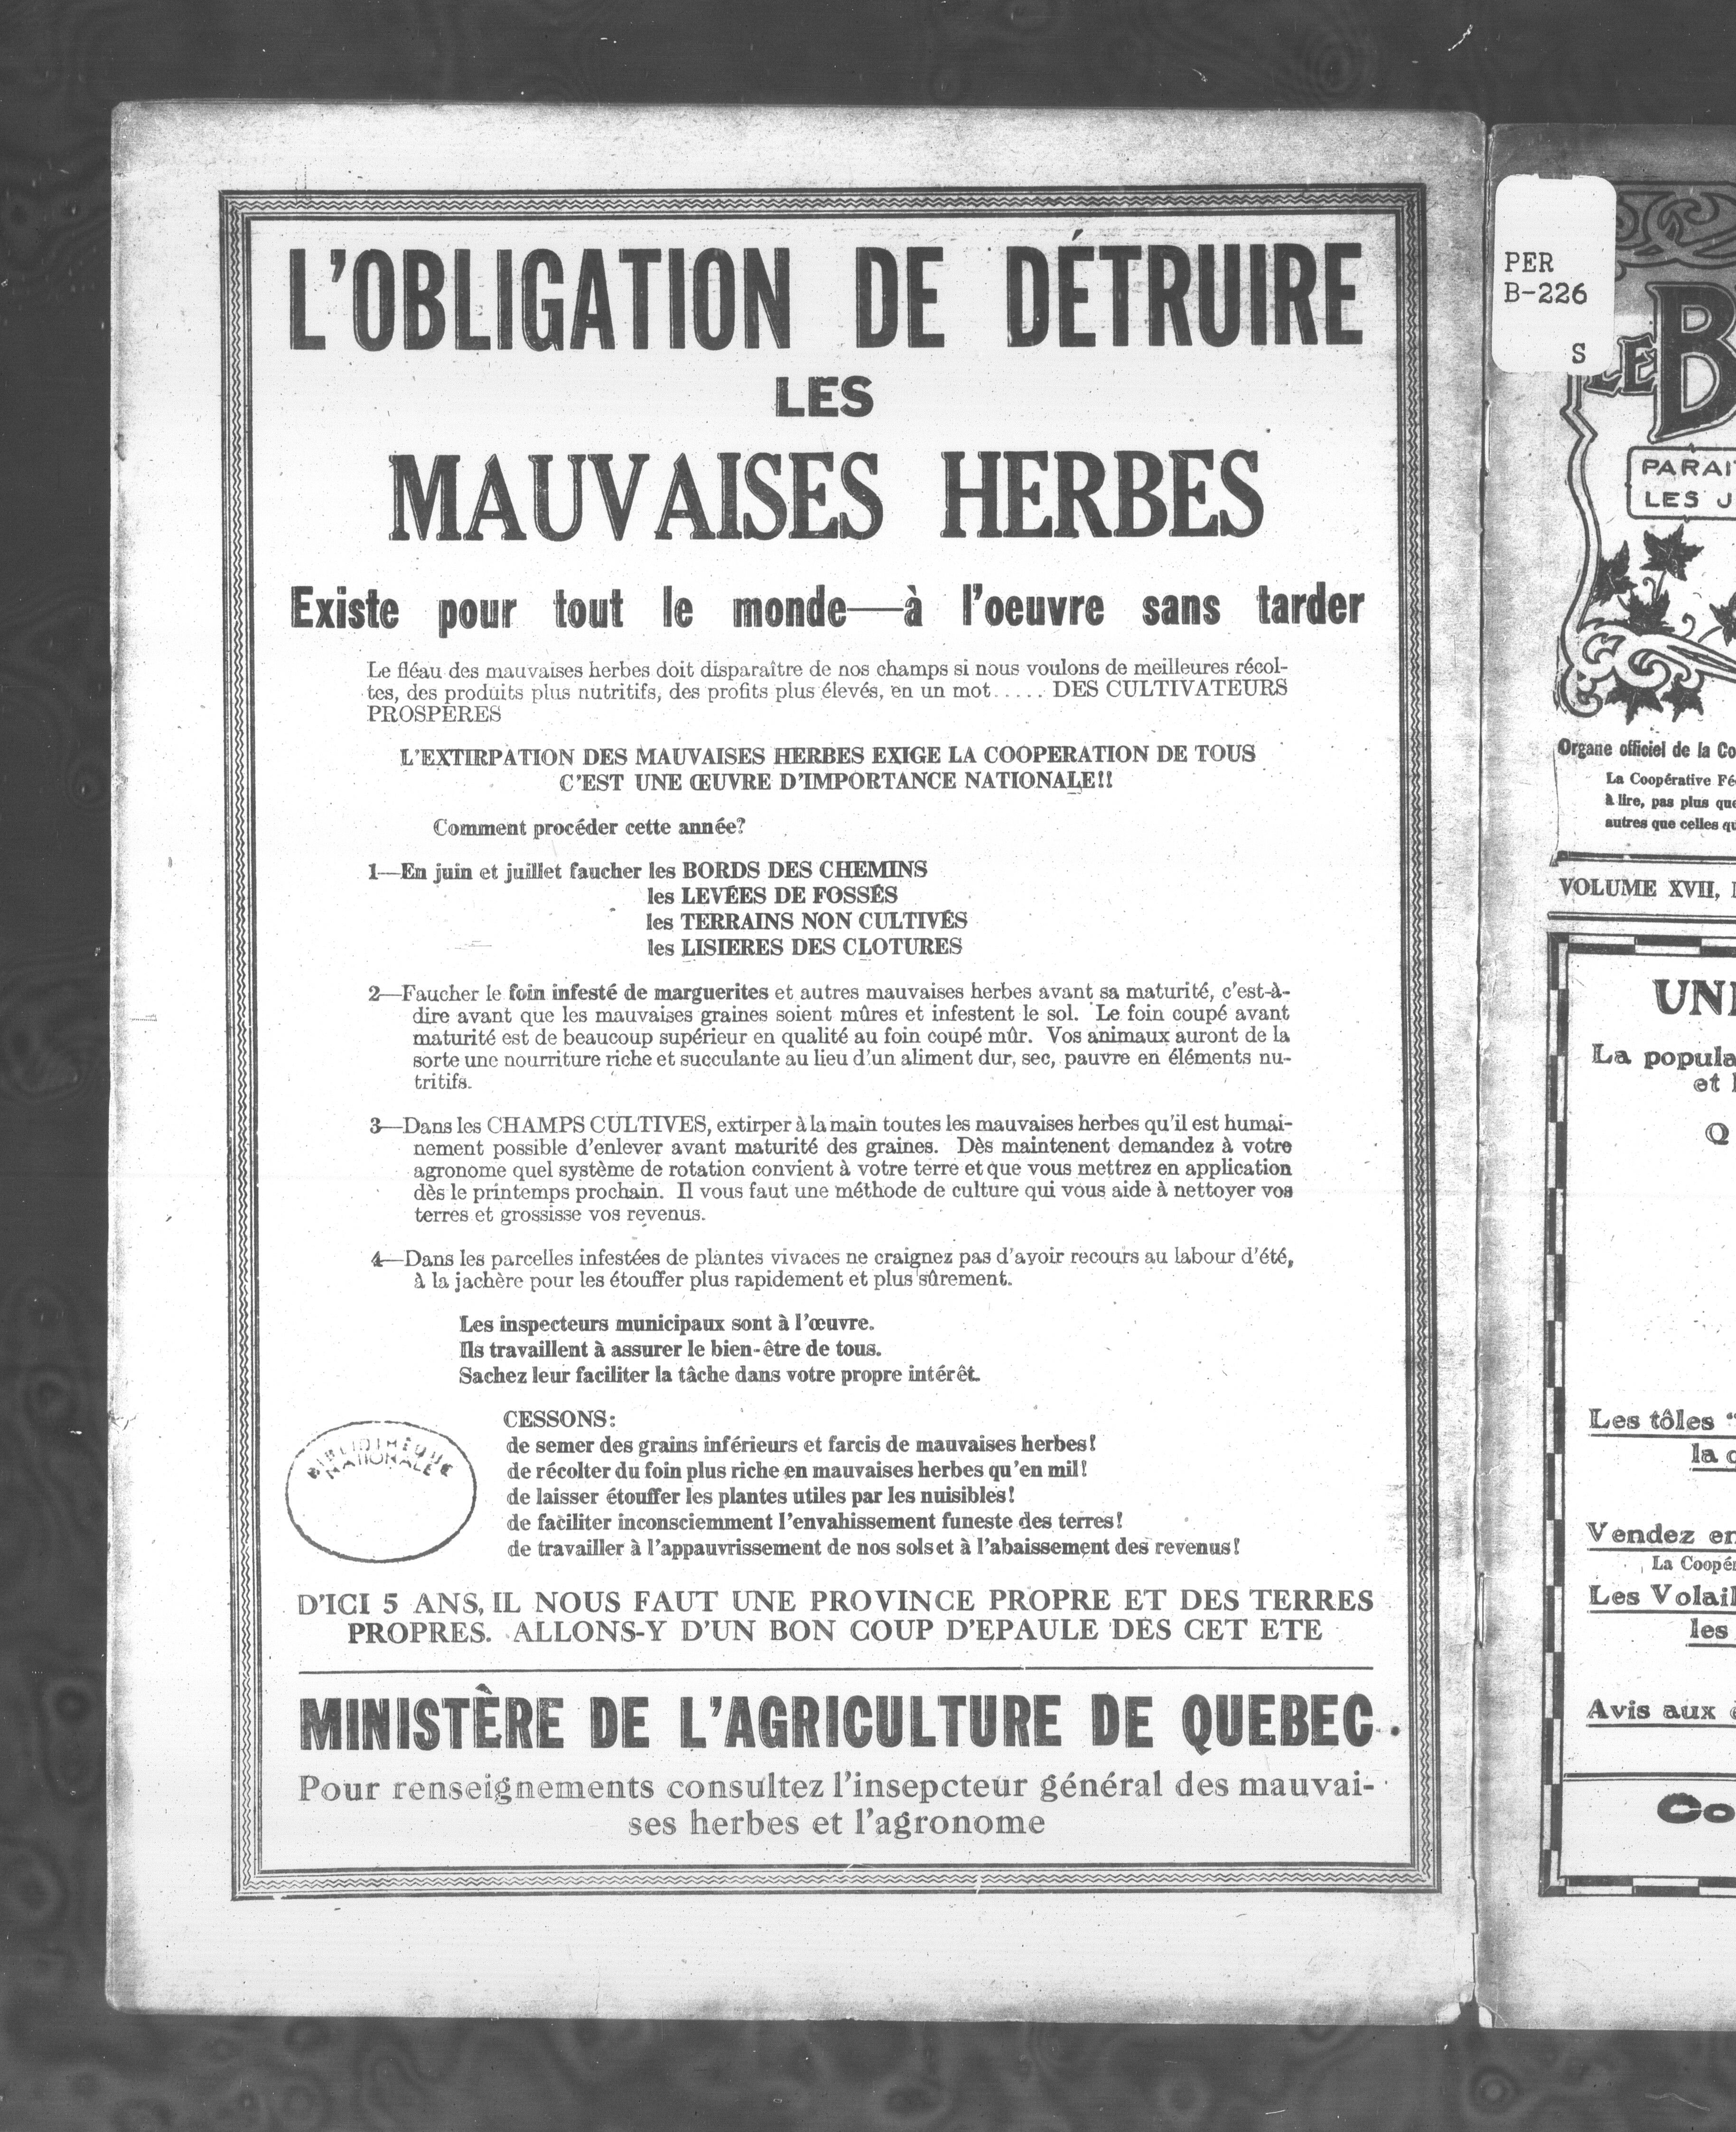 L'OBLIGATION DE DÉTRUIRE
LES
MAUVAISES HERBES
Existe pour tout le monde—à l'oeuvre sans tarder
Le fléau des mauvaises herbes doit disparaître de nos champs si nous voulons de meilleures récol-
tes, des produits plus nutritifs, des profits plus élevés, en un mot..... DES CULTIVATEURS
PROSPERES
L'EXTIRPATION DES MAUVAISES HERBES EXIGE LA COOPERATION DE TOUS
C'EST UNE ŒUVRE D'IMPORTANCE NATIONALE!!
Comment procéder cette année?
1—En juin et juillet faucher les BORDS DES CHEMINS
les LEVÉES DE FOSSÉS
les TERRAINS NON CULTIVÉS
les LISIERES DES CLOTURES
2—Faucher le foin infesté de marguerites et autres mauvaises herbes avant sa maturité, c'est-à-
dire avant que les mauvaises graines soient mûres et infestent le sol. Le foin coupé avant
maturité est de beaucoup supérieur en qualité au foin coupé mûr. Vos animaux auront de la
sorte une nourriture riche et succulante au lieu d'un aliment dur, sec, pauvre en éléments nu-
tritifs.
3—Dans les CHAMPS CULTIVES, extirper à la main toutes les mauvaises herbes qu'il est humai-
nement possible d'enlever avant maturité des graines. Dès maintenent demandez à votre
agronome quel système de rotation convient à votre terre et que vous mettrez en application
dès le printemps prochain. Il vous faut une méthode de culture qui vous aide à nettoyer vos
terres et grossisse vos revenus.
4—Dans les parcelles infestées de plantes vivaces ne craignez pas d'avoir recours au labour d'été,
à la jachère pour les étouffer plus rapidement et plus sûrement.
Les inspecteurs municipaux sont à l'œuvre.
Ils travaillent à assurer le bien-être de tous.
Sachez leur faciliter la tâche dans votre propre intérêt.
CESSONS:
de semer des grains inférieurs et farcis de mauvaises herbes!
de récolter du foin plus riche en mauvaises herbes qu'en mil!
de laisser étouffer les plantes utiles par les nuisibles!
de faciliter inconsciemment l'envahissement funeste des terres!
de travailler à l'appauvrissement de nos sols et à l'abaissement des revenus!
BIBLIOTHÈQUE
NATIONALE
D'ICI 5 ANS, IL NOUS FAUT UNE PROVINCE PROPRE ET DES TERRES
PROPRES. ALLONS-Y D'UN BON COUP D'EPAULE DES CET ETE
MINISTÈRE DE L'AGRICULTURE DE QUEBEC.
Pour renseignements consultez l'insepcteur général des mauvai-
ses herbes et l'agronome
PER
B-226
S
LE B
PARAI
LES J
Organe officiel de la Co
La Coopérative Fé
à lire, pas plus que
autres que celles qu
VOLUME XVII,
UN
La popula
et
Q
Les tôles "
la
Vendez en
La Coopér
Les Volail
les
Avis aux
Co